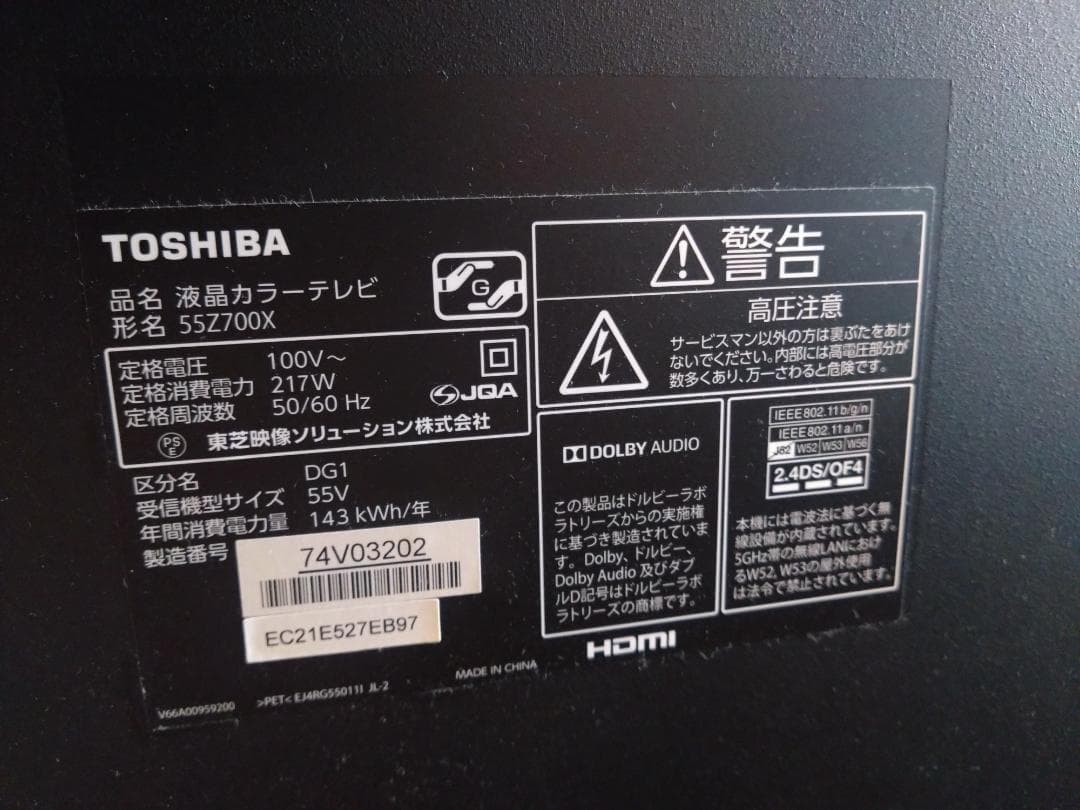 TOSHIBA
品名 液晶カラーテレビ
形名 55Z700X
G
定格電圧 100V～
定格消費電力 217W
定格周波数 50/60 Hz
JQA
PS
E
東芝映像ソリューション株式会社
区分名 DG1
受信機型サイズ 55V
年間消費電力量 143 kWh/年
製造番号
74V03202
EC21E527EB97
警告
高圧注意
サービスマン以外の方は裏ぶたをあけ
ないでください。内部には高電圧部分が
数多くあり、万一さわると危険です。
DOLBY AUDIO
この製品はドルビーラボ
ラトリーズからの実施権
に基づき製造されていま
す。Dolby、ドルビー、
Dolby Audio 及びダブ
ルD記号はドルビーラボ
ラトリーズの商標です。
IEEE802.11b/g/n
IEEE802.11a/n
J52 W52 W53 W56
2.4DS/OF4
本機には電波法に基づく無
線設備が内蔵されています。
5GHz帯の無線LANにおけ
るW52, W53の屋外使用
は法令で禁止されています。
HDMI
MADE IN CHINA
>PET< EJ4RG55011I JL-2
V66A00959200